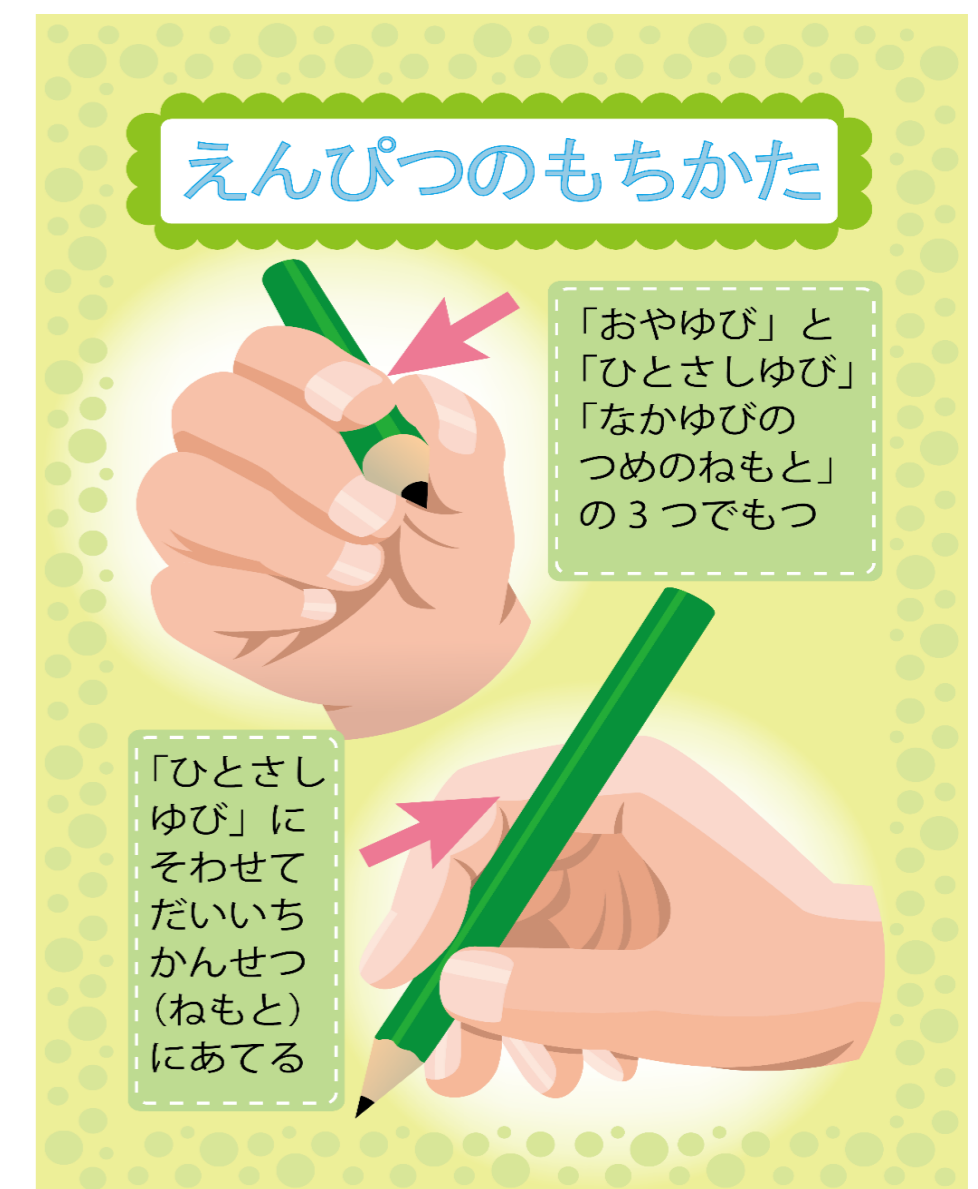 えんぴつのもちかた
「おやゆび」と
「ひとさしゆび」
「なかゆびの
つめのねもと」
の3つでもつ
「ひとさし
ゆび」に
そわせて
だいいち
かんせつ
（ねもと）
にあてる